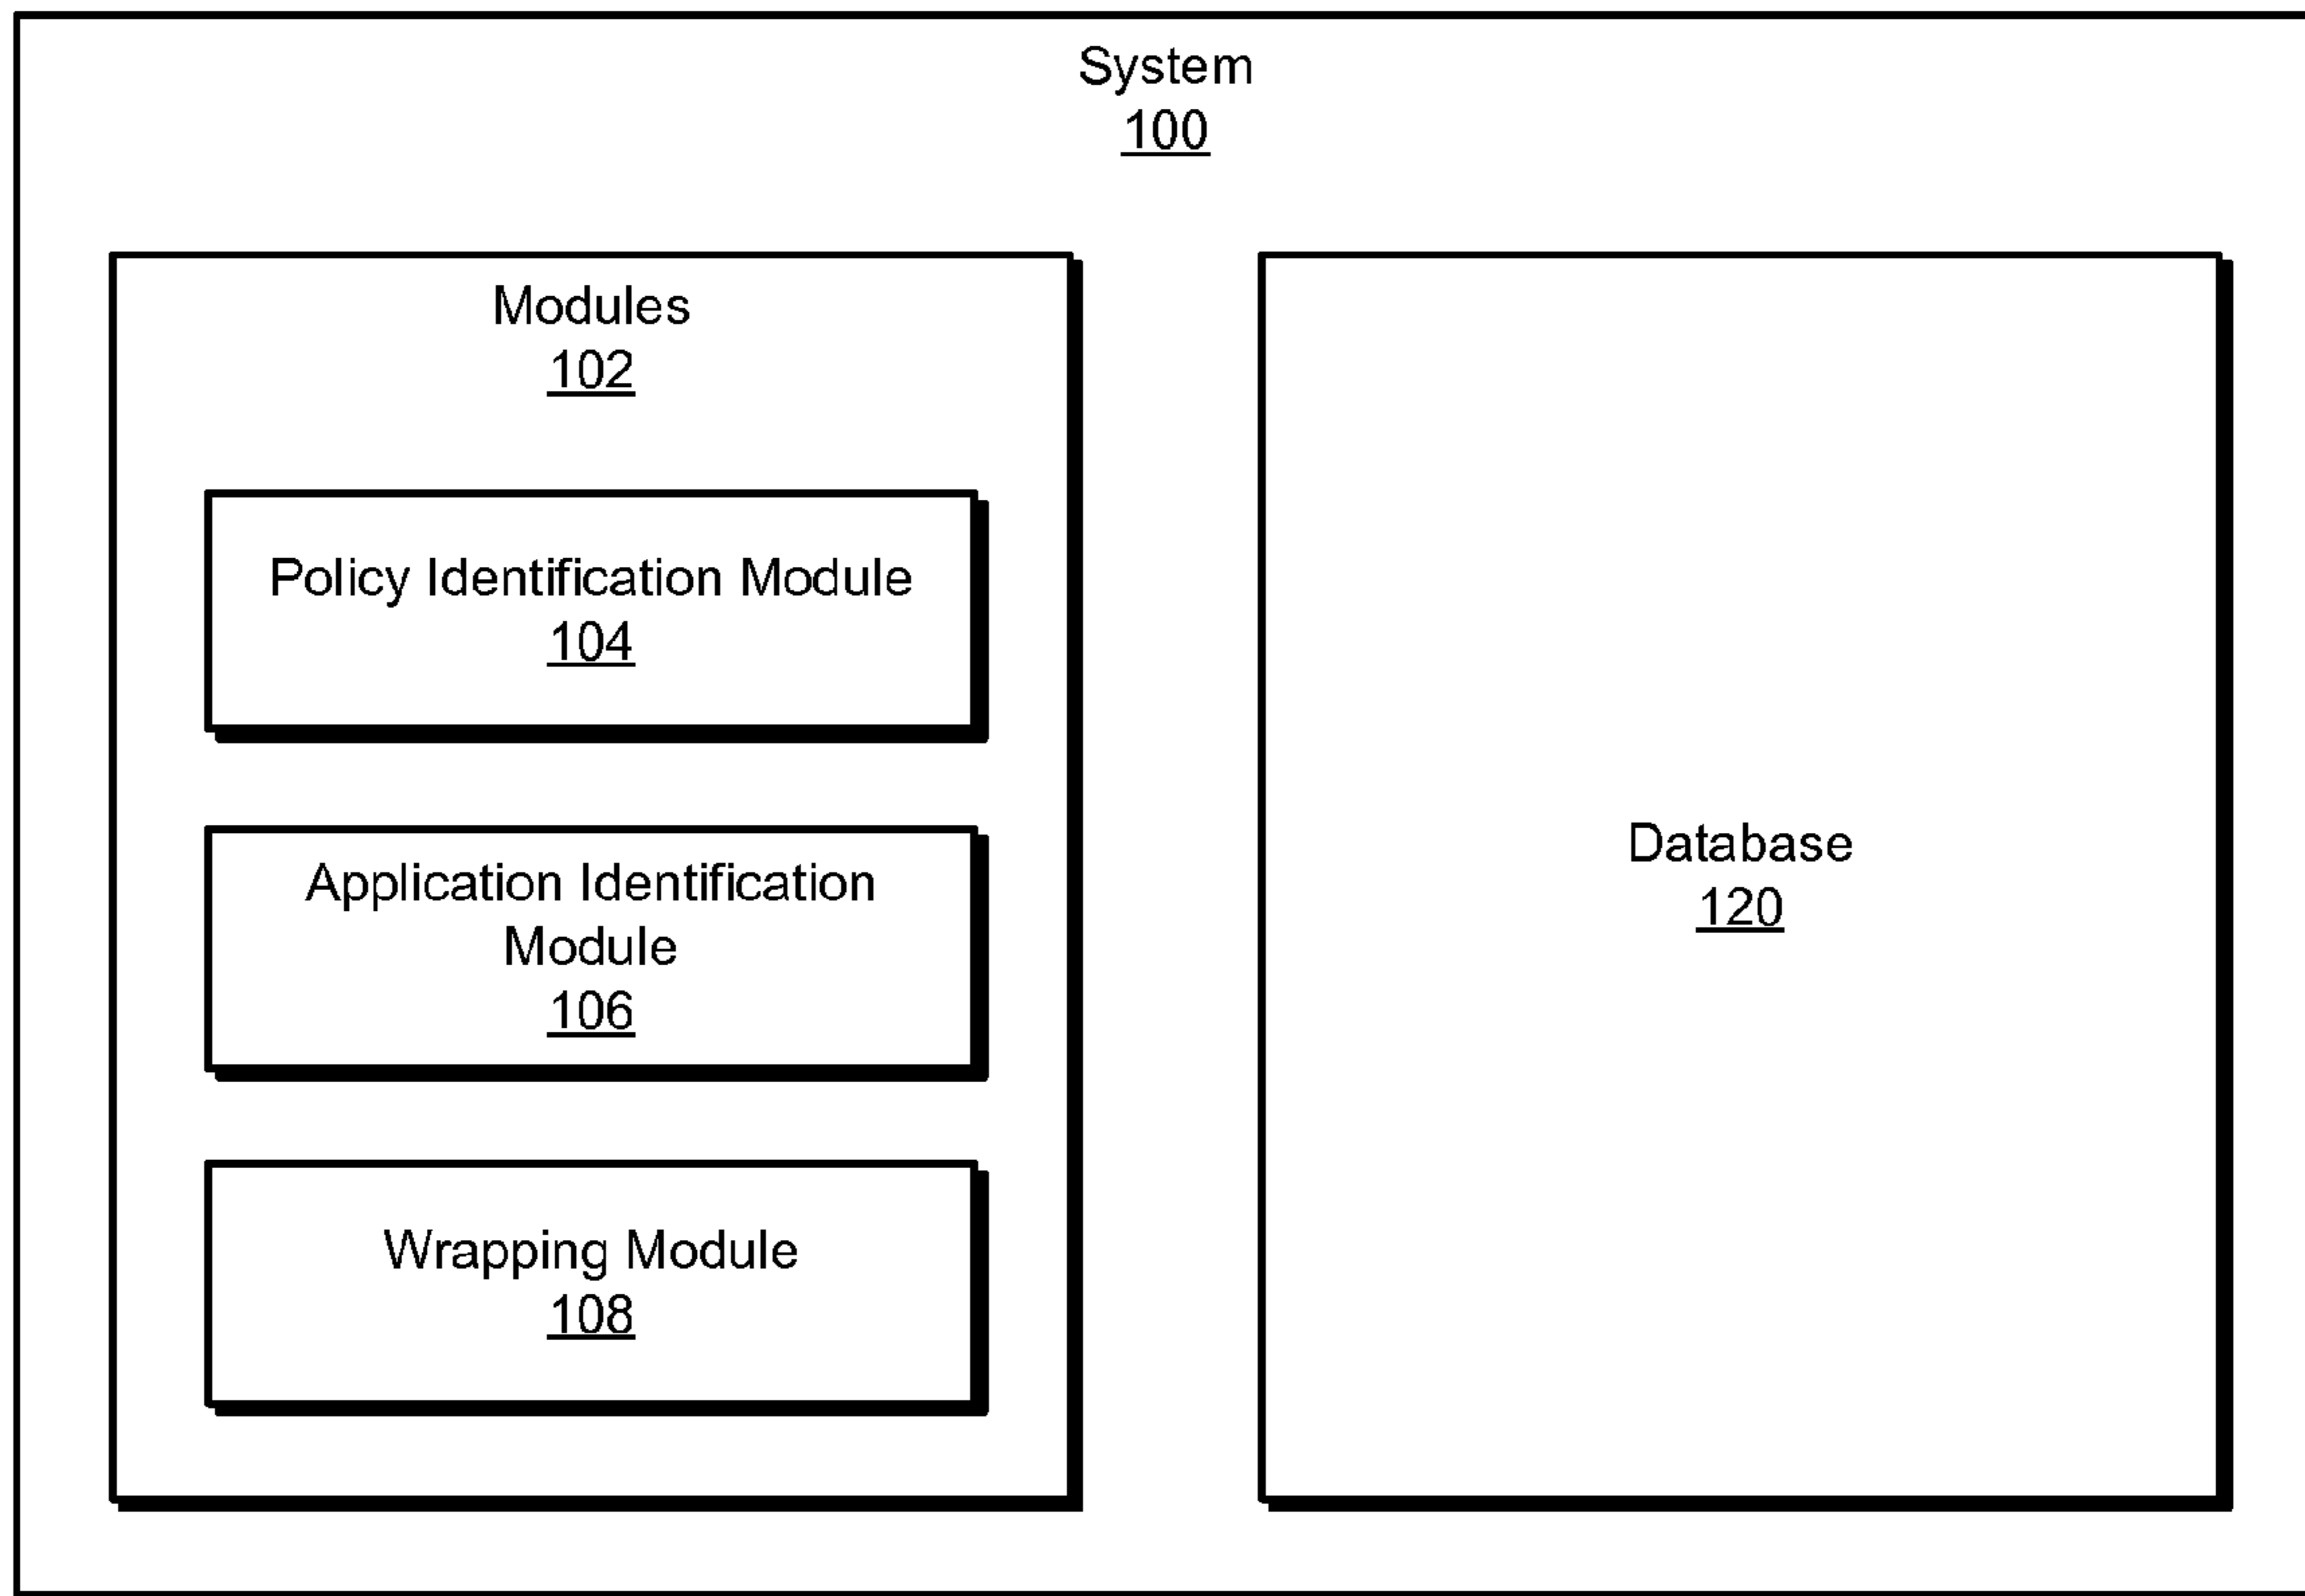 System
100
Modules
102
Policy Identification Module
104
Application Identification
Module
106
Wrapping Module
108
Database
120